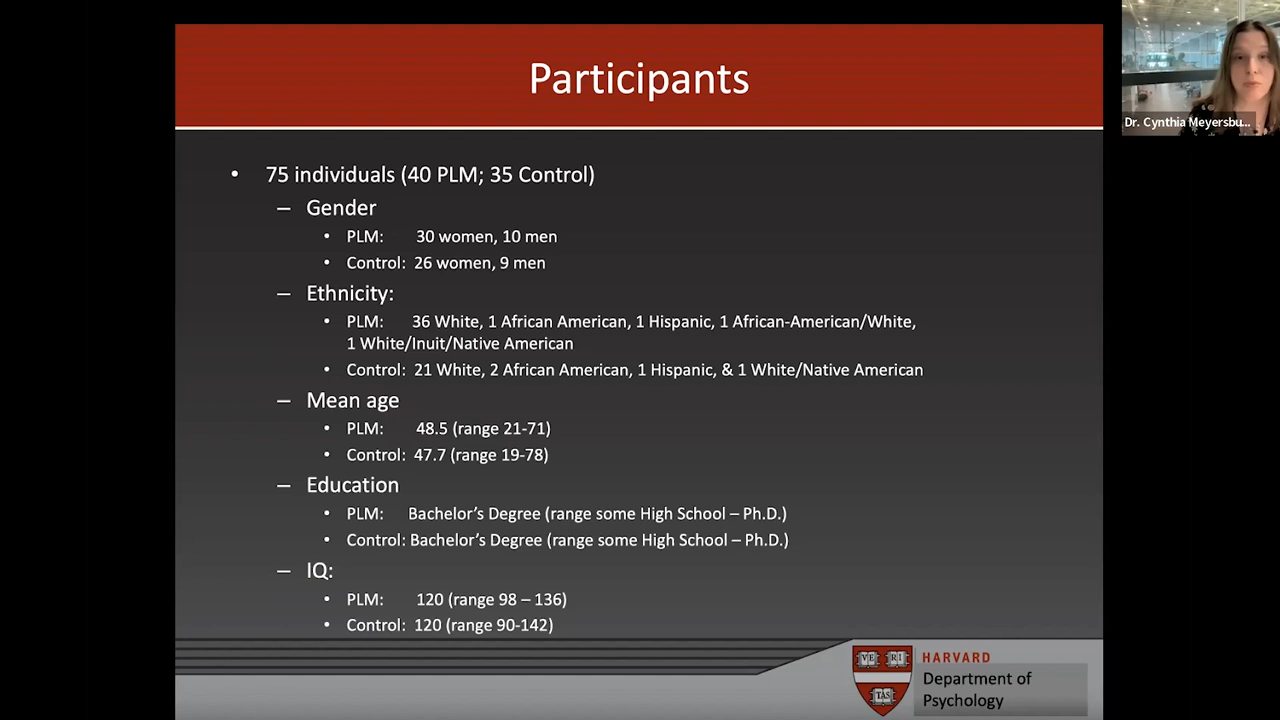 Participants
• 75 individuals (40 PLM; 35 Control)
– Gender
• PLM: 30 women, 10 men
• Control: 26 women, 9 men
– Ethnicity:
• PLM: 36 White, 1 African American, 1 Hispanic, 1 African-American/White,
1 White/Inuit/Native American
• Control: 21 White, 2 African American, 1 Hispanic, & 1 White/Native American
– Mean age
• PLM: 48.5 (range 21-71)
• Control: 47.7 (range 19-78)
– Education
• PLM: Bachelor's Degree (range some High School – Ph.D.)
• Control: Bachelor's Degree (range some High School – Ph.D.)
– IQ:
• PLM: 120 (range 98 – 136)
• Control: 120 (range 90-142)
VE RI
TAS
HARVARD
Department of
Psychology
Dr. Cynthia Meyersbu...